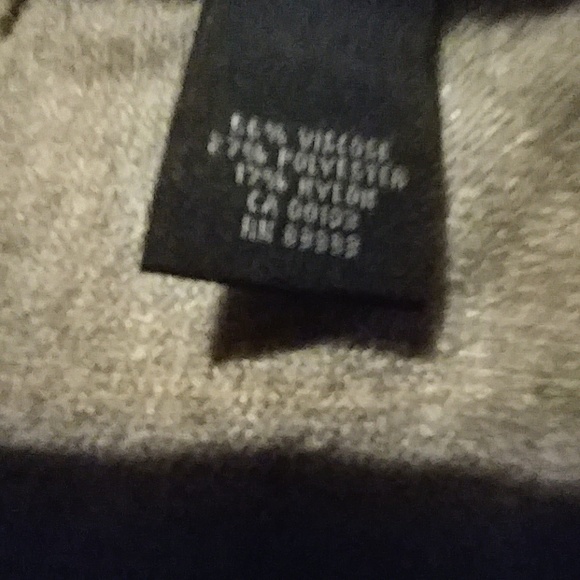 56% VISCOSE
27% POLYESTER
17% NYLON
CA
RN